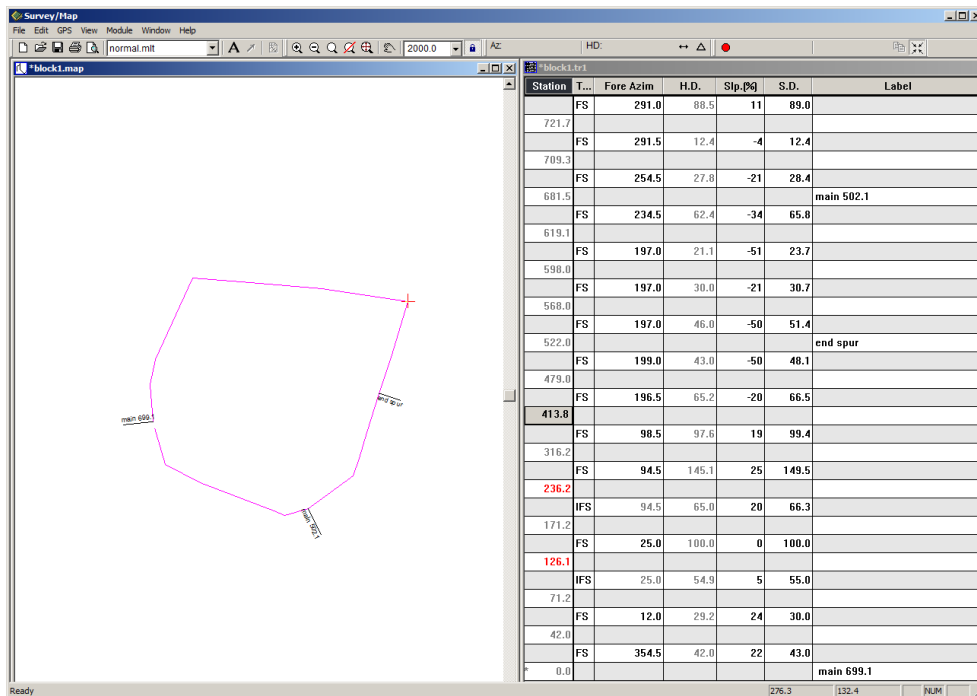 Survey/Map
File Edit GPS View Module Window Help
normal.mlt A 2000.0 Az: HD:
*block1.map
main 699.1
end spur
main 502.1
*block1.tr1
Station T... Fore Azim H.D. Slp.[%] S.D. Label
FS 291.0 88.5 11 89.0
721.7
FS 291.5 12.4 -4 12.4
709.3
FS 254.5 27.8 -21 28.4
681.5 main 502.1
FS 234.5 62.4 -34 65.8
619.1
FS 197.0 21.1 -51 23.7
598.0
FS 197.0 30.0 -21 30.7
568.0
FS 197.0 46.0 -50 51.4
522.0 end spur
FS 199.0 43.0 -50 48.1
479.0
FS 196.5 65.2 -20 66.5
413.8
FS 98.5 97.6 19 99.4
316.2
FS 94.5 145.1 25 149.5
236.2
IFS 94.5 65.0 20 66.3
171.2
FS 25.0 100.0 0 100.0
126.1
IFS 25.0 54.9 5 55.0
71.2
FS 12.0 29.2 24 30.0
42.0
FS 354.5 42.0 22 43.0
* 0.0 main 699.1
Ready 276.3 132.4 NUM